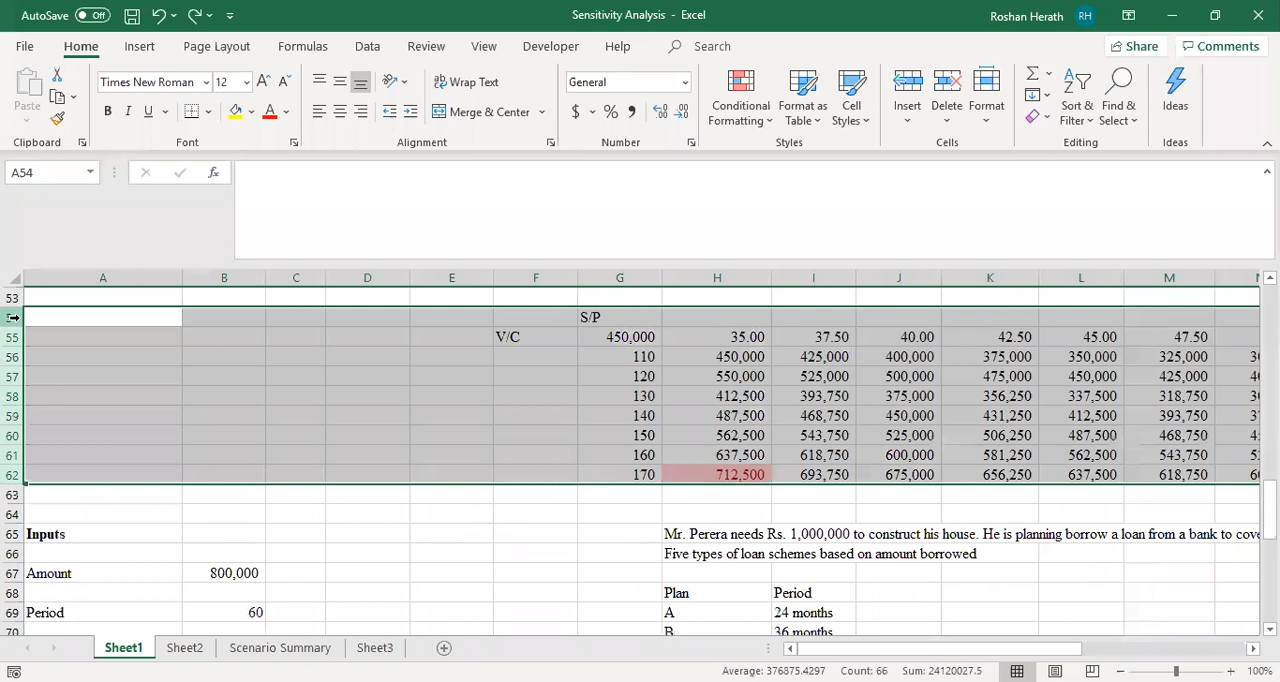 AutoSave Off Sensitivity Analysis - Excel Roshan Herath RH
File Home Insert Page Layout Formulas Data Review View Developer Help Search Share Comments
Paste Times New Roman 12 Wrap Text General Conditional Formatting Format as Table Cell Styles Insert Delete Format Sort & Filter Find & Select Ideas
B I U Merge & Center $ % ,
Clipboard Font Alignment Number Styles Cells Editing Ideas
A54 fx
A B C D E F G H I J K L M
53
S/P
55 V/C 450,000 35.00 37.50 40.00 42.50 45.00 47.50
56 110 450,000 425,000 400,000 375,000 350,000 325,000
57 120 550,000 525,000 500,000 475,000 450,000 425,000
58 130 412,500 393,750 375,000 356,250 337,500 318,750
59 140 487,500 468,750 450,000 431,250 412,500 393,750
60 150 562,500 543,750 525,000 506,250 487,500 468,750
61 160 637,500 618,750 600,000 581,250 562,500 543,750
62 170 712,500 693,750 675,000 656,250 637,500 618,750
63
64
65 Inputs Mr. Perera needs Rs. 1,000,000 to construct his house. He is planning borrow a loan from a bank to
66 Five types of loan schemes based on amount borrowed
67 Amount 800,000
68 Plan Period
69 Period 60 A 24 months
70 B 36 months
Sheet1 Sheet2 Scenario Summary Sheet3
Average: 376875.4297 Count: 66 Sum: 24120027.5 100%